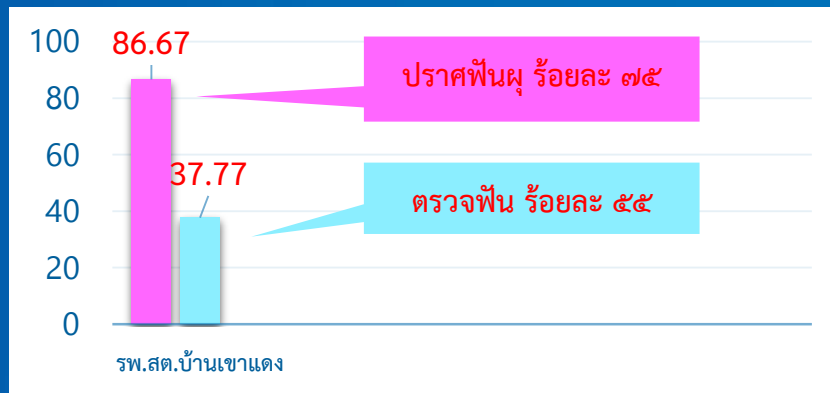 100
80
60
40
20
0
86.67
37.77
ปราศฟันผุ ร้อยละ ๗๕
ตรวจฟัน ร้อยละ ๕๕
รพ.สต.บ้านเขาแดง